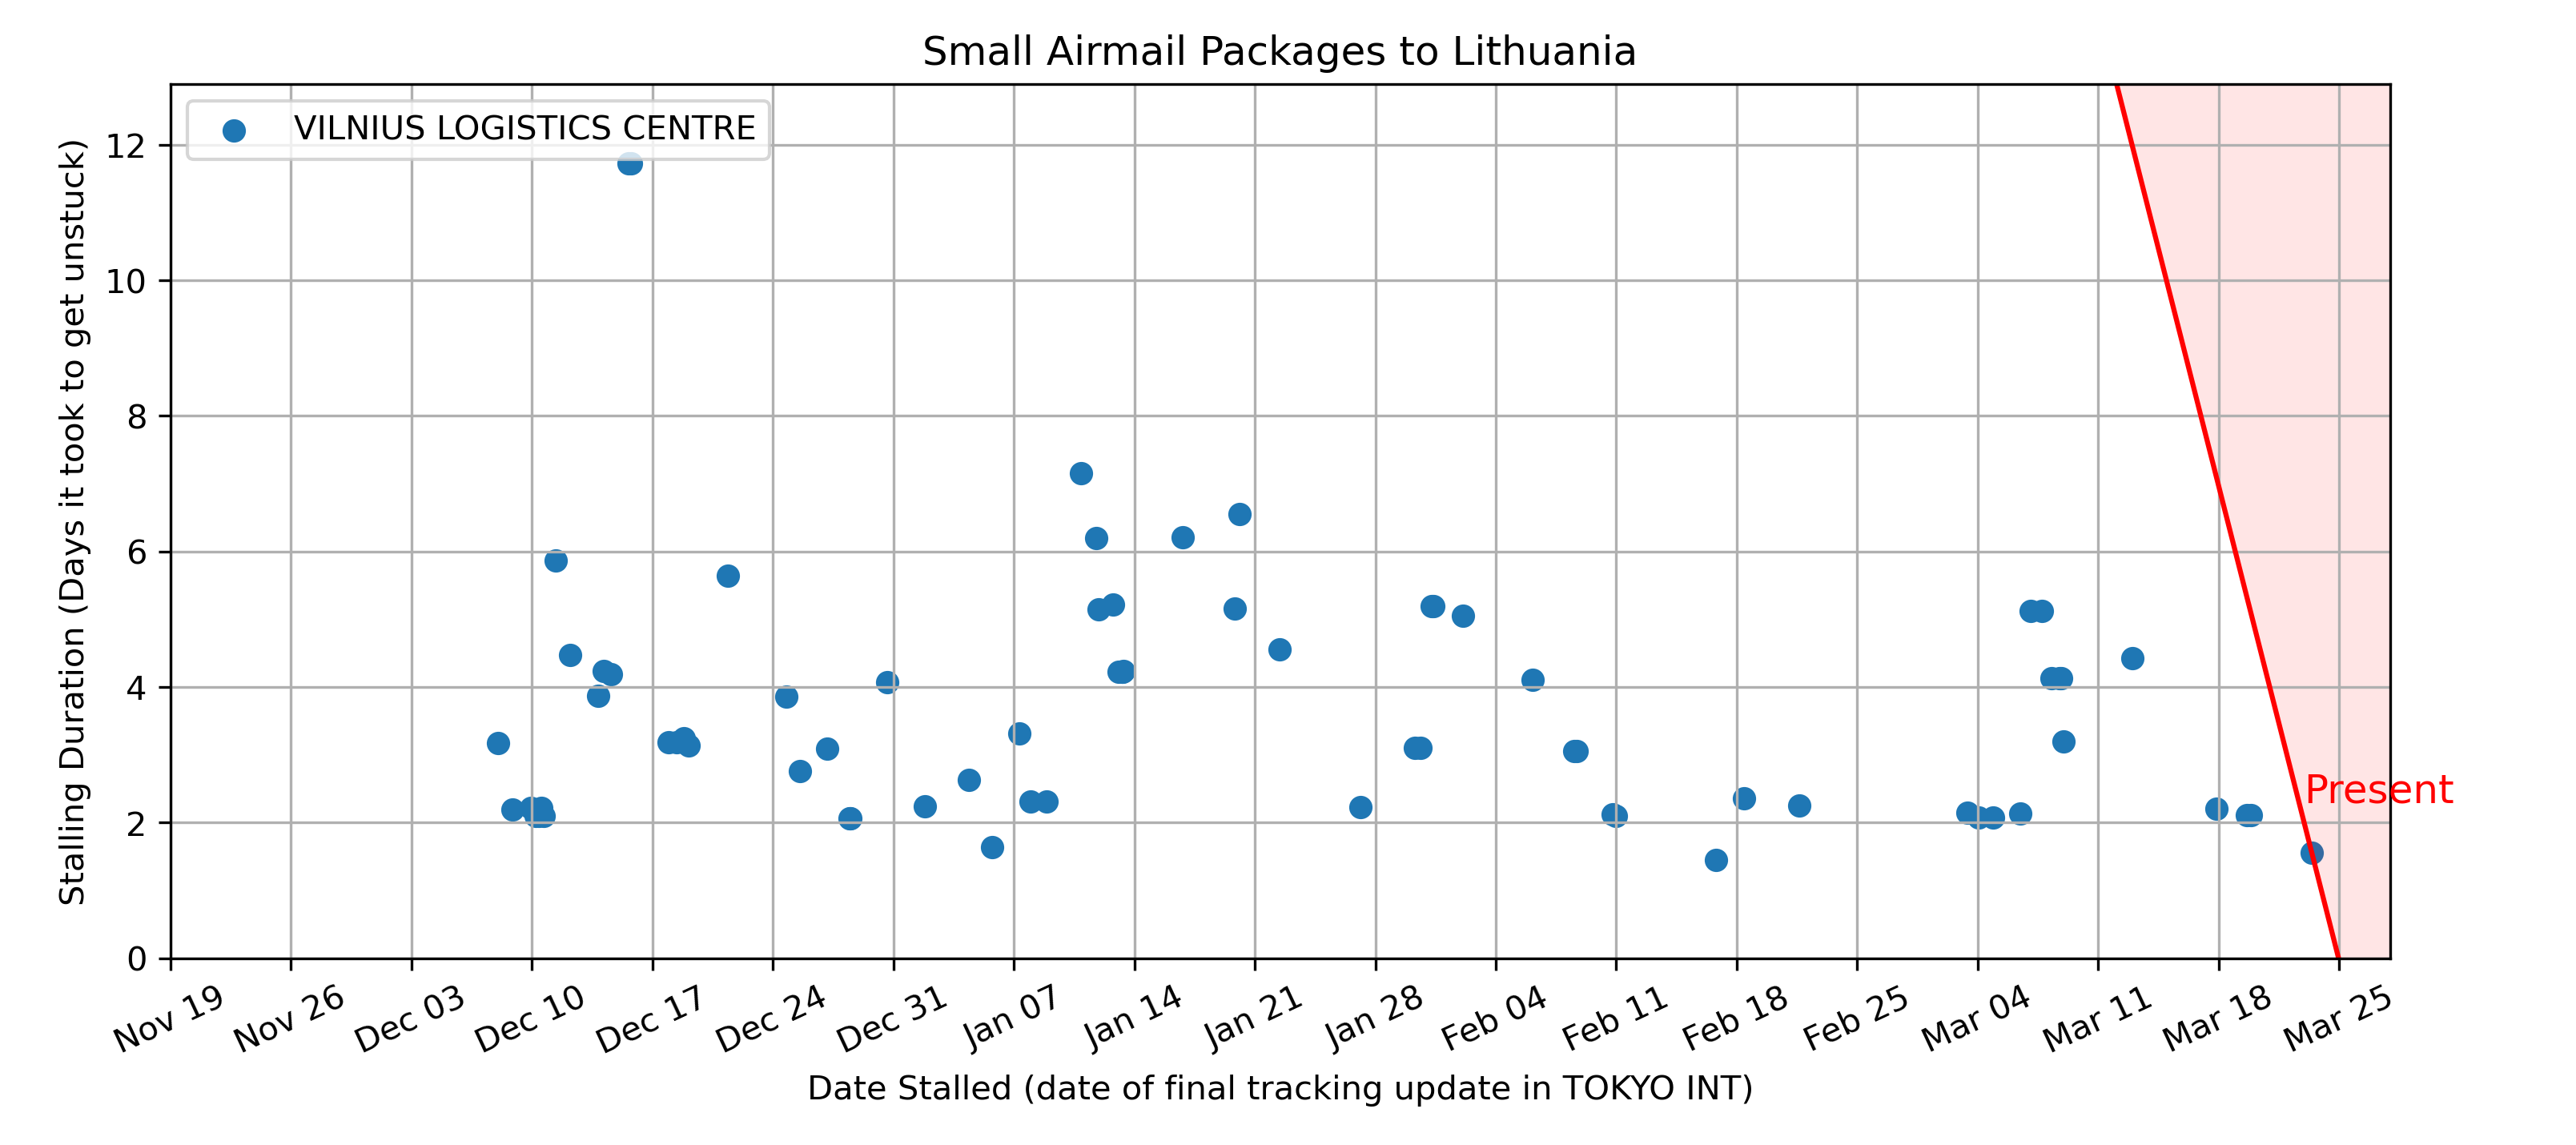 Small Airmail Packages to Lithuania
VILNIUS LOGISTICS CENTRE
Stalling Duration (Days it took to get unstuck)
12
10
8
6
4
2
0
Present
Nov 19 Nov 26 Dec 03 Dec 10 Dec 17 Dec 24 Dec 31 Jan 07 Jan 14 Jan 21 Jan 28 Feb 04 Feb 11 Feb 18 Feb 25 Mar 04 Mar 11 Mar 18 Mar 25
Date Stalled (date of final tracking update in TOKYO INT)